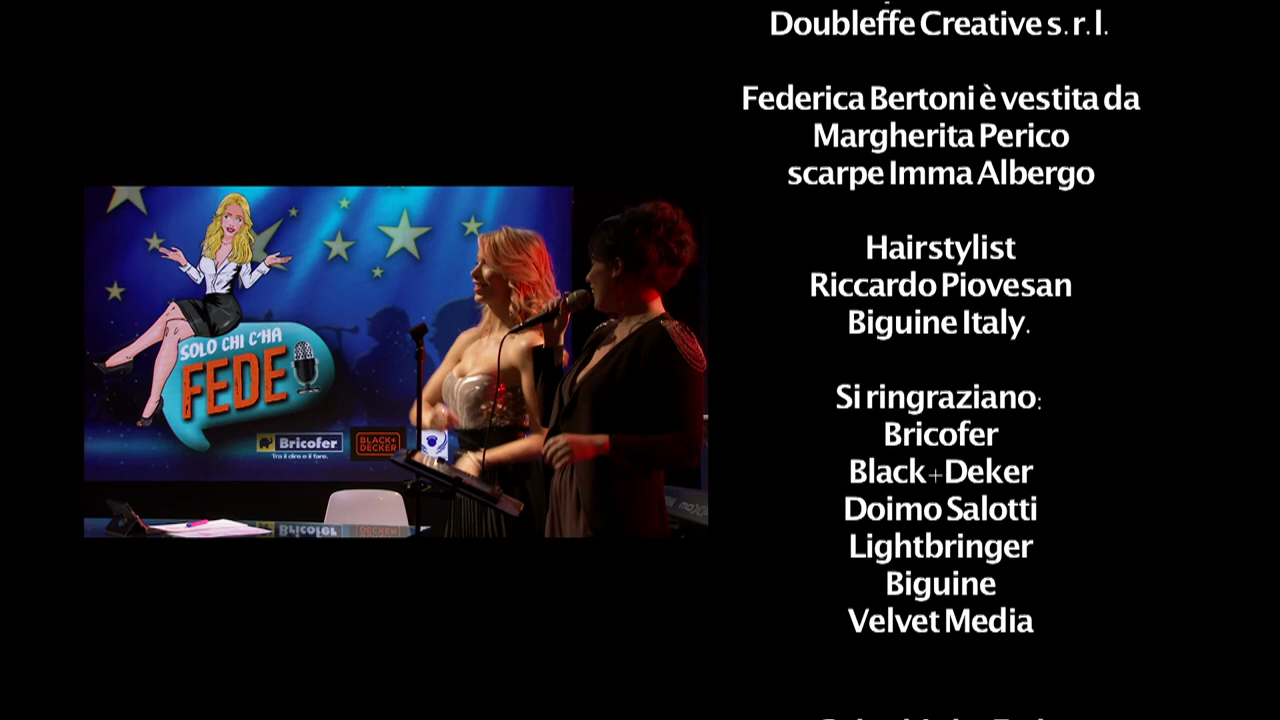 Doubleffe Creative s.r.l.
Federica Bertoni è vestita da
Margherita Perico
scarpe Imma Albergo
Hairstylist
Riccardo Piovesan
Biguine Italy.
Si ringraziano:
Bricofer
Black+Deker
Doimo Salotti
Lightbringer
Biguine
Velvet Media
SOLO CHI C'HA
FEDE
Bricofer
Tra il dire e il fare.
BLACK+
DECKER